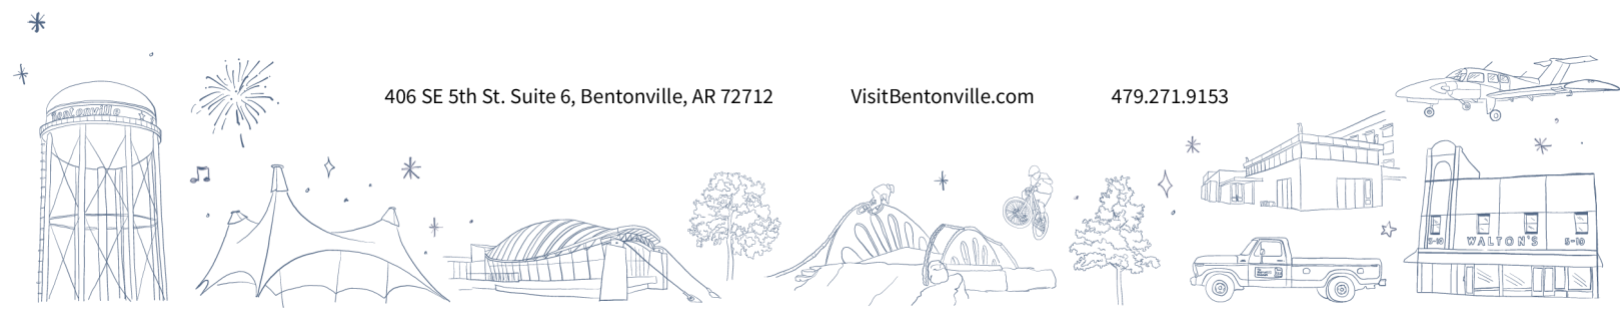 406 SE 5th St. Suite 6, Bentonville, AR 72712 VisitBentonville.com 479.271.9153
Bentonville
5-10 WALTON'S 5-10